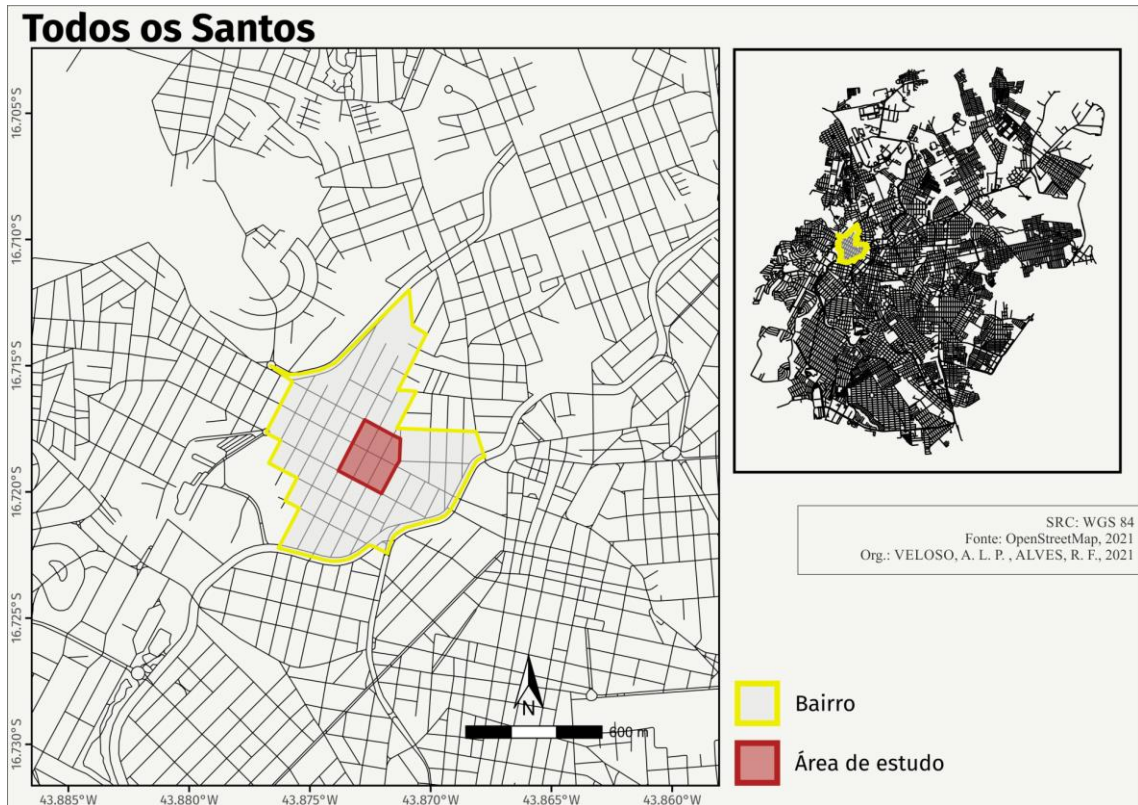 Todos os Santos
16.705°S
16.710°S
16.715°S
16.720°S
16.725°S
16.730°S
43.885°W
43.880°W
43.875°W
43.870°W
43.865°W
43.860°W
N
600 m
SRC: WGS 84
Fonte: OpenStreetMap, 2021
Org.: VELOSO, A. L. P. , ALVES, R. F., 2021
Bairro
Área de estudo